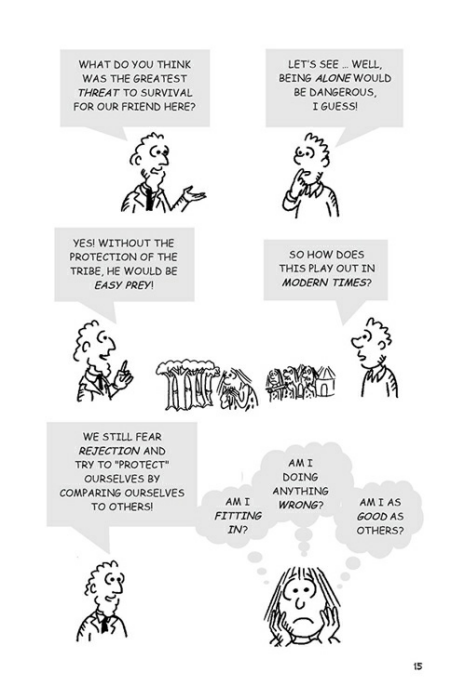 WHAT DO YOU THINK
WAS THE GREATEST
THREAT TO SURVIVAL
FOR OUR FRIEND HERE?
LET'S SEE ... WELL,
BEING ALONE WOULD
BE DANGEROUS,
I GUESS!
YES! WITHOUT THE
PROTECTION OF THE
TRIBE, HE WOULD BE
EASY PREY!
SO HOW DOES
THIS PLAY OUT IN
MODERN TIMES?
WE STILL FEAR
REJECTION AND
TRY TO "PROTECT"
OURSELVES BY
COMPARING OURSELVES
TO OTHERS!
AM I
FITTING
IN?
AM I
DOING
ANYTHING
WRONG?
AM I AS
GOOD AS
OTHERS?
15